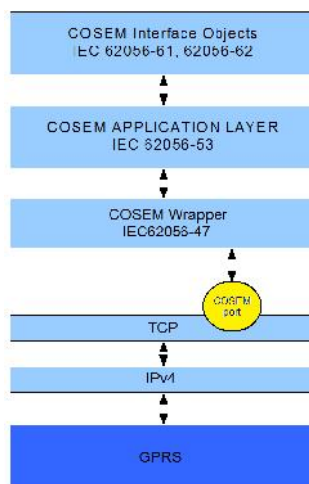 COSEM Interface Objects
IEC 62056-61, 62056-62
COSEM APPLICATION LAYER
IEC 62056-53
COSEM Wrapper
IEC62056-47
COSEM
port
TCP
IPv4
GPRS